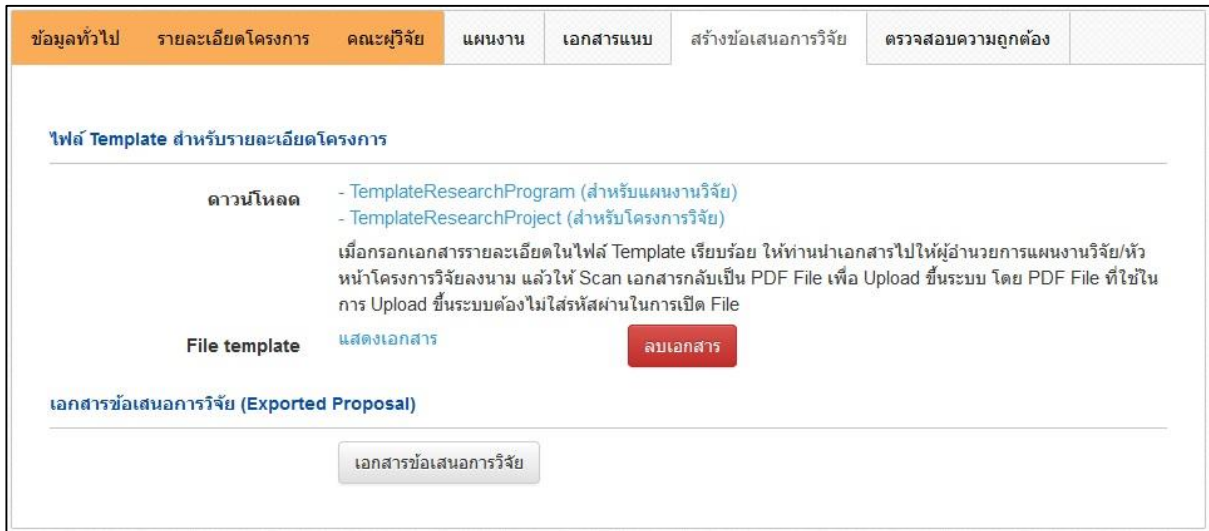 ข้อมูลทั่วไป รายละเอียดโครงการ คณะผู้วิจัย แผนงาน เอกสารแนบ สร้างข้อเสนอการวิจัย ตรวจสอบความถูกต้อง
ไฟล์ Template สำหรับรายละเอียดโครงการ
ดาวน์โหลด - TemplateResearchProgram (สำหรับแผนงานวิจัย)
- TemplateResearchProject (สำหรับโครงการวิจัย)
เมื่อกรอกเอกสารรายละเอียดในไฟล์ Template เรียบร้อย ให้ท่านนำเอกสารไปให้ผู้อำนวยการแผนงานวิจัย/หัว
หน้าโครงการวิจัยลงนาม แล้วให้ Scan เอกสารกลับเป็น PDF File เพื่อ Upload ขึ้นระบบ โดย PDF File ที่ใช้ใน
การ Upload ขึ้นระบบต้องไม่ใส่รหัสผ่านในการเปิด File
File template แสดงเอกสาร ลบเอกสาร
เอกสารข้อเสนอการวิจัย (Exported Proposal)
เอกสารข้อเสนอการวิจัย